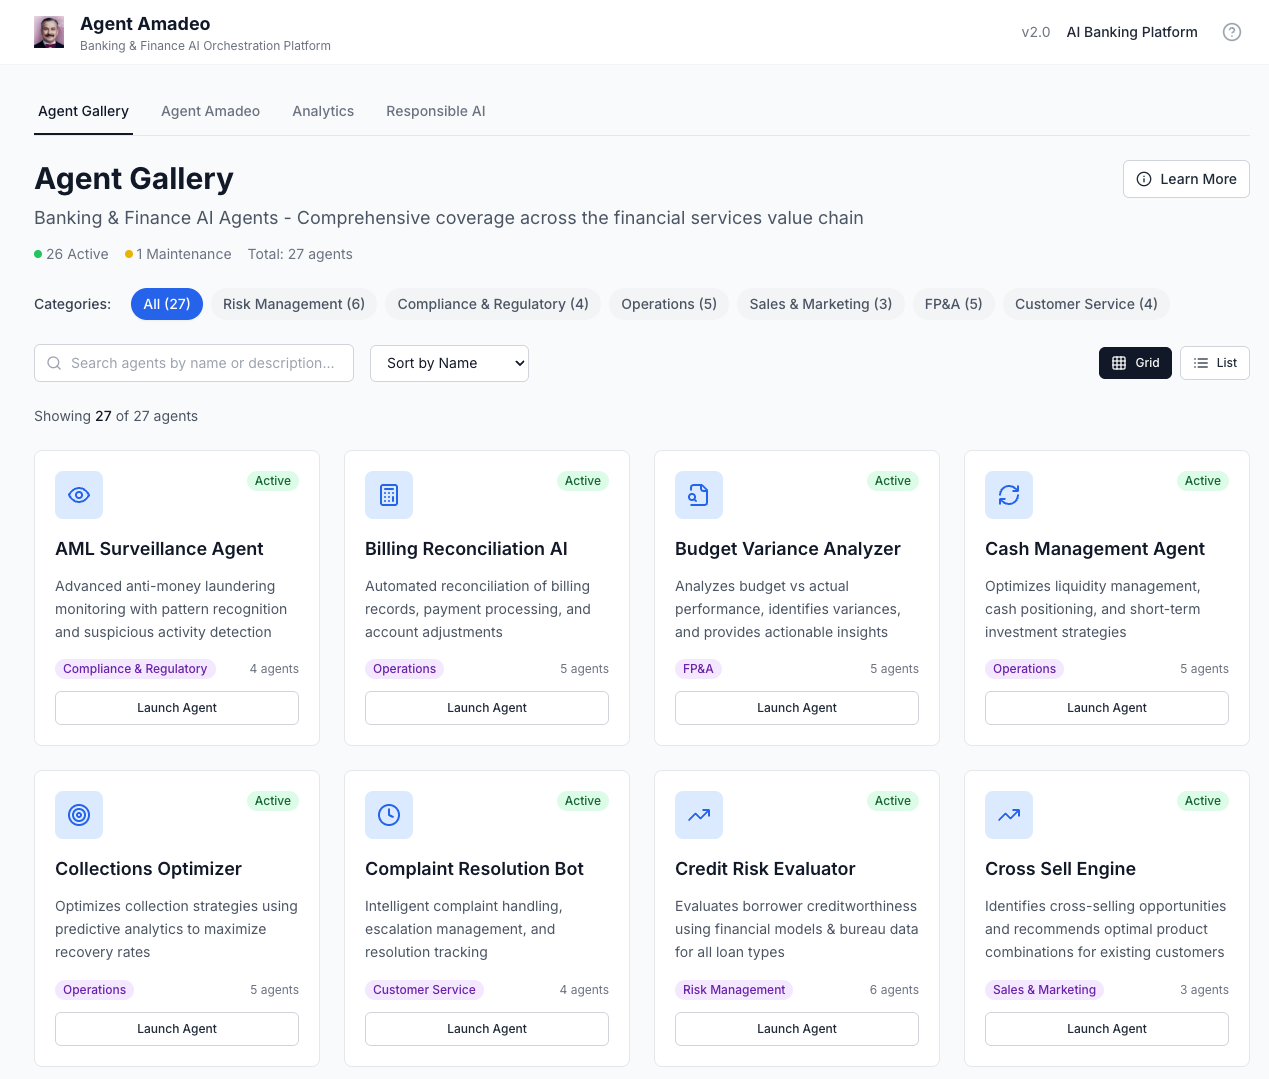 Agent Amadeo
Banking & Finance AI Orchestration Platform
v2.0
AI Banking Platform
Agent Gallery
Agent Amadeo
Analytics
Responsible AI
Agent Gallery
Learn More
Banking & Finance AI Agents - Comprehensive coverage across the financial services value chain
26 Active
1 Maintenance
Total: 27 agents
Categories:
All (27)
Risk Management (6)
Compliance & Regulatory (4)
Operations (5)
Sales & Marketing (3)
FP&A (5)
Customer Service (4)
Search agents by name or description...
Sort by Name
Grid
List
Showing 27 of 27 agents
Active
AML Surveillance Agent
Advanced anti-money laundering
monitoring with pattern recognition
and suspicious activity detection
Compliance & Regulatory
4 agents
Launch Agent
Active
Billing Reconciliation AI
Automated reconciliation of billing
records, payment processing, and
account adjustments
Operations
5 agents
Launch Agent
Active
Budget Variance Analyzer
Analyzes budget vs actual
performance, identifies variances,
and provides actionable insights
FP&A
5 agents
Launch Agent
Active
Cash Management Agent
Optimizes liquidity management,
cash positioning, and short-term
investment strategies
Operations
5 agents
Launch Agent
Active
Collections Optimizer
Optimizes collection strategies using
predictive analytics to maximize
recovery rates
Operations
5 agents
Launch Agent
Active
Complaint Resolution Bot
Intelligent complaint handling,
escalation management, and
resolution tracking
Customer Service
4 agents
Launch Agent
Active
Credit Risk Evaluator
Evaluates borrower creditworthiness
using financial models & bureau data
for all loan types
Risk Management
6 agents
Launch Agent
Active
Cross Sell Engine
Identifies cross-selling opportunities
and recommends optimal product
combinations for existing customers
Sales & Marketing
3 agents
Launch Agent